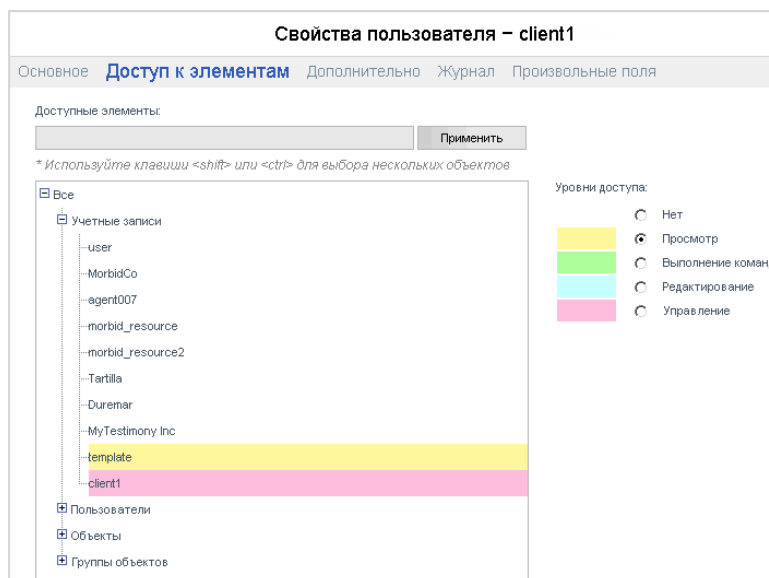 Свойства пользователя – client1
Основное Доступ к элементам Дополнительно Журнал Произвольные поля
Доступные элементы:
Применить
* Используйте клавиши <shift> или <ctrl> для выбора нескольких объектов
Все
Учетные записи
user
MorbidCo
agent007
morbid_resource
morbid_resource2
Tartilla
Duremar
MyTestimony Inc
template
client1
Пользователи
Объекты
Группы объектов
Уровни доступа:
Нет
Просмотр
Выполнение коман
Редактирование
Управление